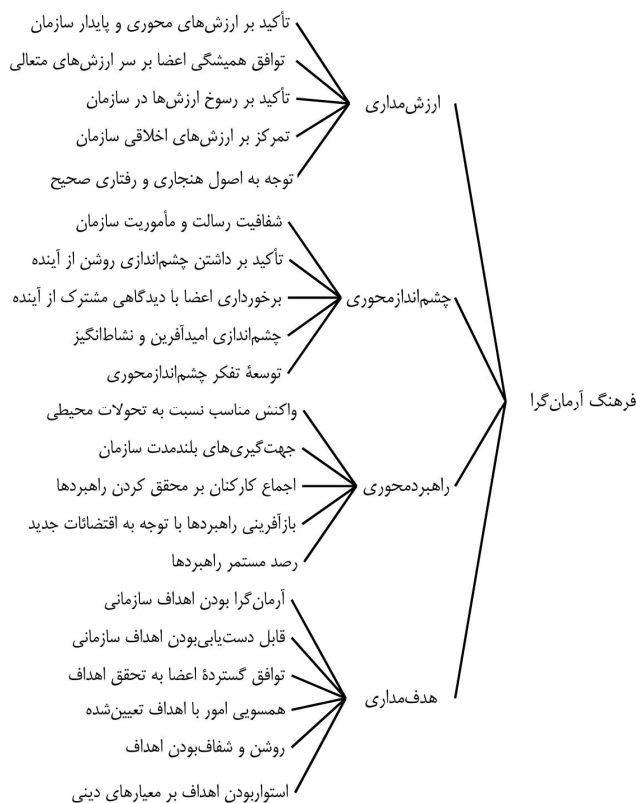 فرهنگ آرمان‌گرا
ارزش‌مداری
تأکید بر ارزش‌های محوری و پایدار سازمان
توافق همیشگی اعضا بر سر ارزش‌های متعالی
تأکید بر رسوخ ارزش‌ها در سازمان
تمرکز بر ارزش‌های اخلاقی سازمان
توجه به اصول هنجاری و رفتاری صحیح
چشم‌اندازمحوری
شفافیت رسالت و مأموریت سازمان
تأکید بر داشتن چشم‌اندازی روشن از آینده
برخورداری اعضا با دیدگاهی مشترک از آینده
چشم‌اندازی امیدآفرین و نشاط‌انگیز
توسعهٔ تفکر چشم‌اندازمحوری
راهبردمحوری
واکنش مناسب نسبت به تحولات محیطی
جهت‌گیری‌های بلندمدت سازمان
اجماع کارکنان بر محقق کردن راهبردها
بازآفرینی راهبردها با توجه به اقتضائات جدید
رصد مستمر راهبردها
هدف‌مداری
آرمان‌گرا بودن اهداف سازمانی
قابل دست‌یابی‌بودن اهداف سازمانی
توافق گستردهٔ اعضا به تحقق اهداف
همسویی امور با اهداف تعیین‌شده
روشن و شفاف‌بودن اهداف
استواربودن اهداف بر معیارهای دینی